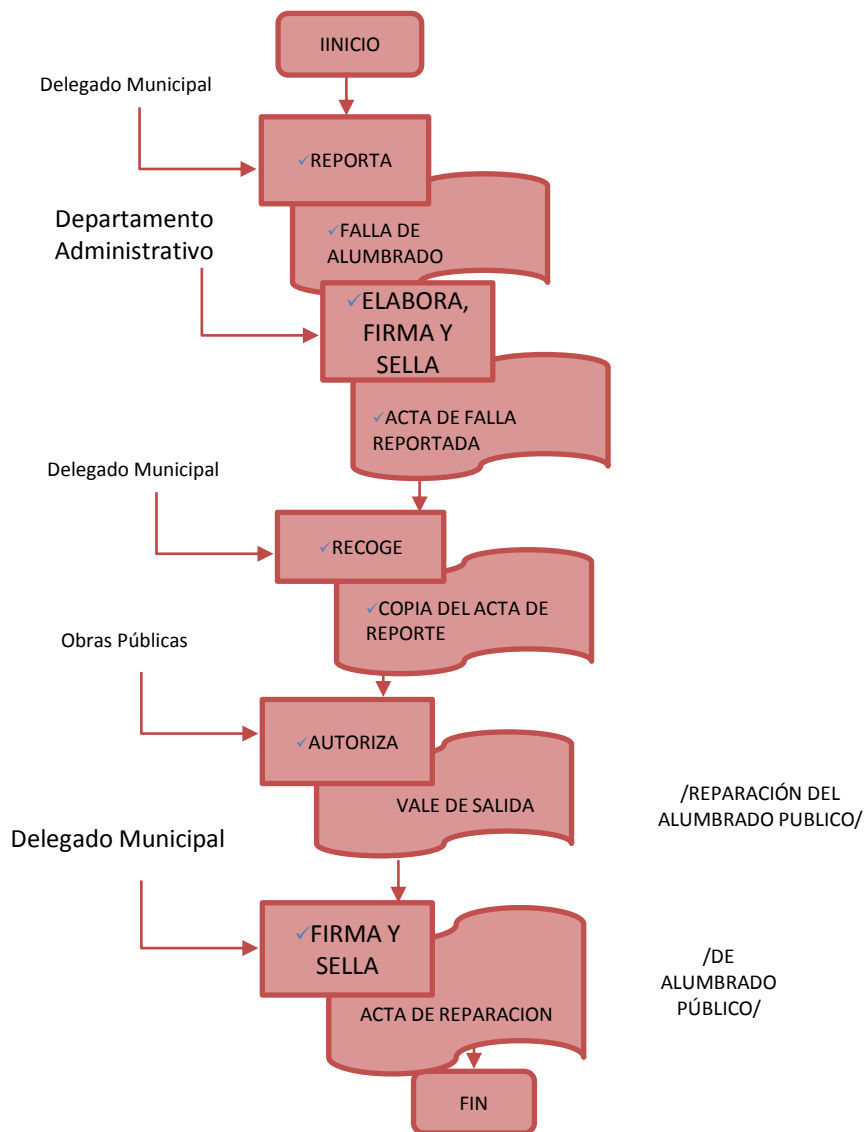 IINICIO
Delegado Municipal
✓REPORTA
Departamento
Administrativo
✓FALLA DE
ALUMBRADO
✓ELABORA,
FIRMA Y
SELLA
✓ACTA DE FALLA
REPORTADA
Delegado Municipal
✓RECOGE
✓COPIA DEL ACTA DE
REPORTE
Obras Públicas
✓AUTORIZA
VALE DE SALIDA
/REPARACIÓN DEL
ALUMBRADO PUBLICO/
Delegado Municipal
✓FIRMA Y
SELLA
ACTA DE REPARACION
/DE
ALUMBRADO
PÚBLICO/
FIN